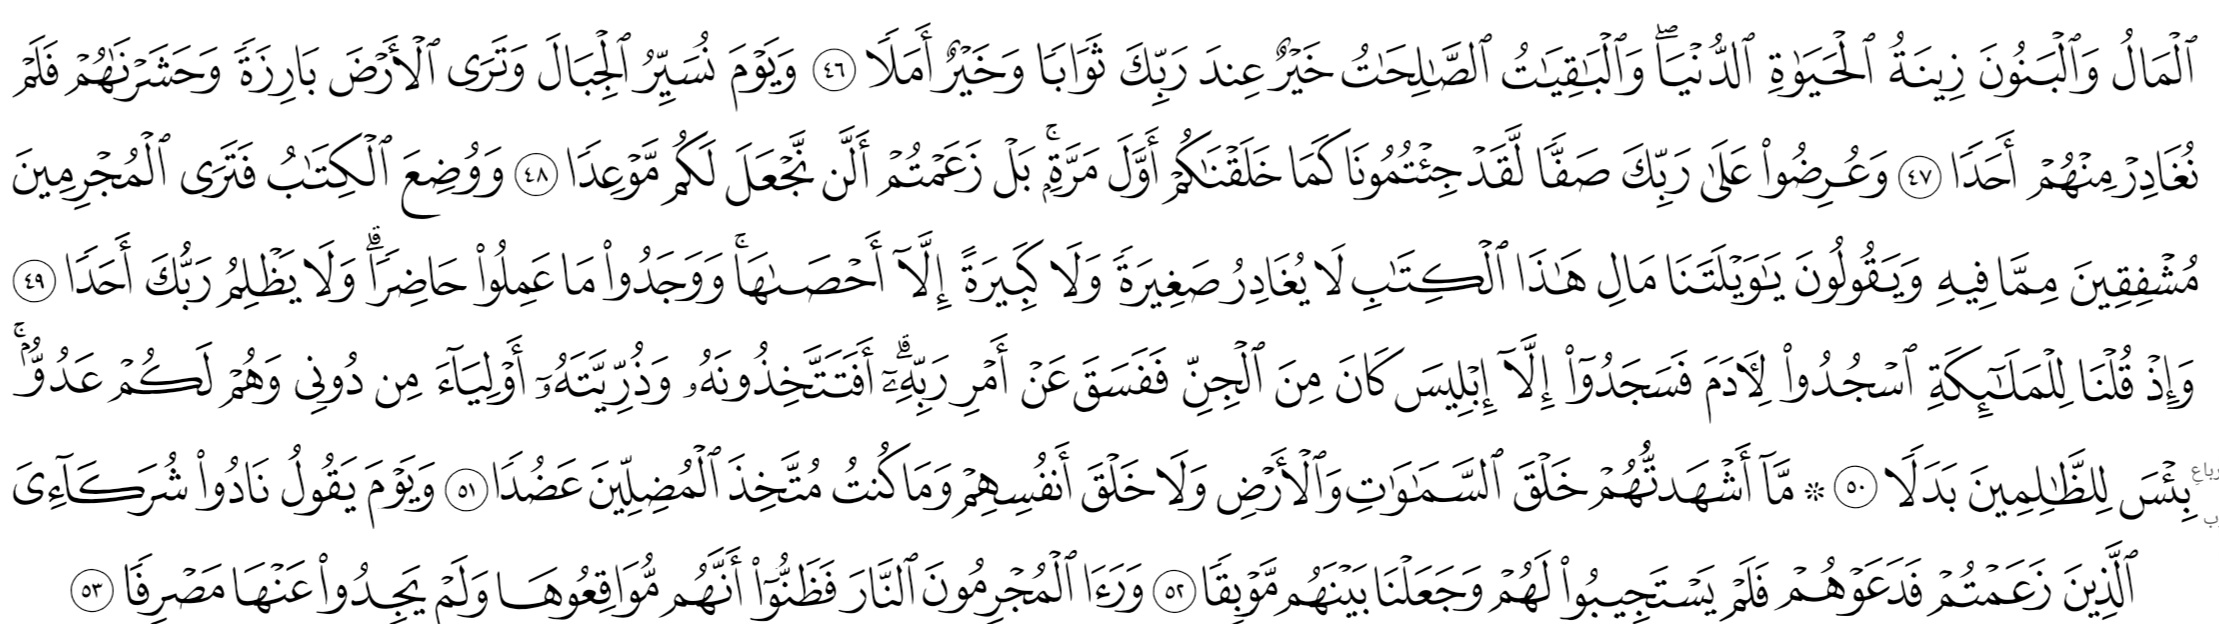 ٱلۡمَالُ وَٱلۡبَنُونَ زِينَةُ ٱلۡحَيَوٰةِ ٱلدُّنۡيَاۖ وَٱلۡبَٰقِيَٰتُ ٱلصَّٰلِحَٰتُ خَيۡرٌ عِندَ رَبِّكَ ثَوَابٗا وَخَيۡرٌ أَمَلٗا ٤٦ وَيَوۡمَ نُسَيِّرُ ٱلۡجِبَالَ وَتَرَى ٱلۡأَرۡضَ بَارِزَةٗ وَحَشَرۡنَٰهُمۡ فَلَمۡ
نُغَادِرۡ مِنۡهُمۡ أَحَدٗا ٤٧ وَعُرِضُواْ عَلَىٰ رَبِّكَ صَفّٗا لَّقَدۡ جِئۡتُمُونَا كَمَا خَلَقۡنَٰكُمۡ أَوَّلَ مَرَّةِۭۚ بَلۡ زَعَمۡتُمۡ أَلَّن نَّجۡعَلَ لَكُم مَّوۡعِدٗا ٤٨ وَوُضِعَ ٱلۡكِتَٰبُ فَتَرَى ٱلۡمُجۡرِمِينَ
مُشۡفِقِينَ مِمَّا فِيهِ وَيَقُولُونَ يَٰوَيۡلَتَنَا مَالِ هَٰذَا ٱلۡكِتَٰبِ لَا يُغَادِرُ صَغِيرَةٗ وَلَا كَبِيرَةً إِلَّآ أَحۡصَىٰهَاۚ وَوَجَدُواْ مَا عَمِلُواْ حَاضِرٗاۗ وَلَا يَظۡلِمُ رَبُّكَ أَحَدٗا ٤٩
وَإِذۡ قُلۡنَا لِلۡمَلَٰٓئِكَةِ ٱسۡجُدُواْ لِأٓدَمَ فَسَجَدُوٓاْ إِلَّآ إِبۡلِيسَ كَانَ مِنَ ٱلۡجِنِّ فَفَسَقَ عَنۡ أَمۡرِ رَبِّهِۦٓۗ أَفَتَتَّخِذُونَهُۥ وَذُرِّيَّتَهُۥٓ أَوۡلِيَآءَ مِن دُونِي وَهُمۡ لَكُمۡ عَدُوُّۢۚ
بِئۡسَ لِلظَّٰلِمِينَ بَدَلٗا ٥٠ ۞ مَّآ أَشۡهَدتُّهُمۡ خَلۡقَ ٱلسَّمَٰوَٰتِ وَٱلۡأَرۡضِ وَلَا خَلۡقَ أَنفُسِهِمۡ وَمَا كُنتُ مُتَّخِذَ ٱلۡمُضِلِّينَ عَضُدٗا ٥١ وَيَوۡمَ يَقُولُ نَادُواْ شُرَكَآءِيَ
ٱلَّذِينَ زَعَمۡتُمۡ فَدَعَوۡهُمۡ فَلَمۡ يَسۡتَجِيبُواْ لَهُمۡ وَجَعَلۡنَا بَيۡنَهُم مَّوۡبِقٗا ٥٢ وَرَءَا ٱلۡمُجۡرِمُونَ ٱلنَّارَ فَظَنُّوٓاْ أَنَّهُم مُّوَاقِعُوهَا وَلَمۡ يَجِدُواْ عَنۡهَا مَصۡرِفٗا ٥٣